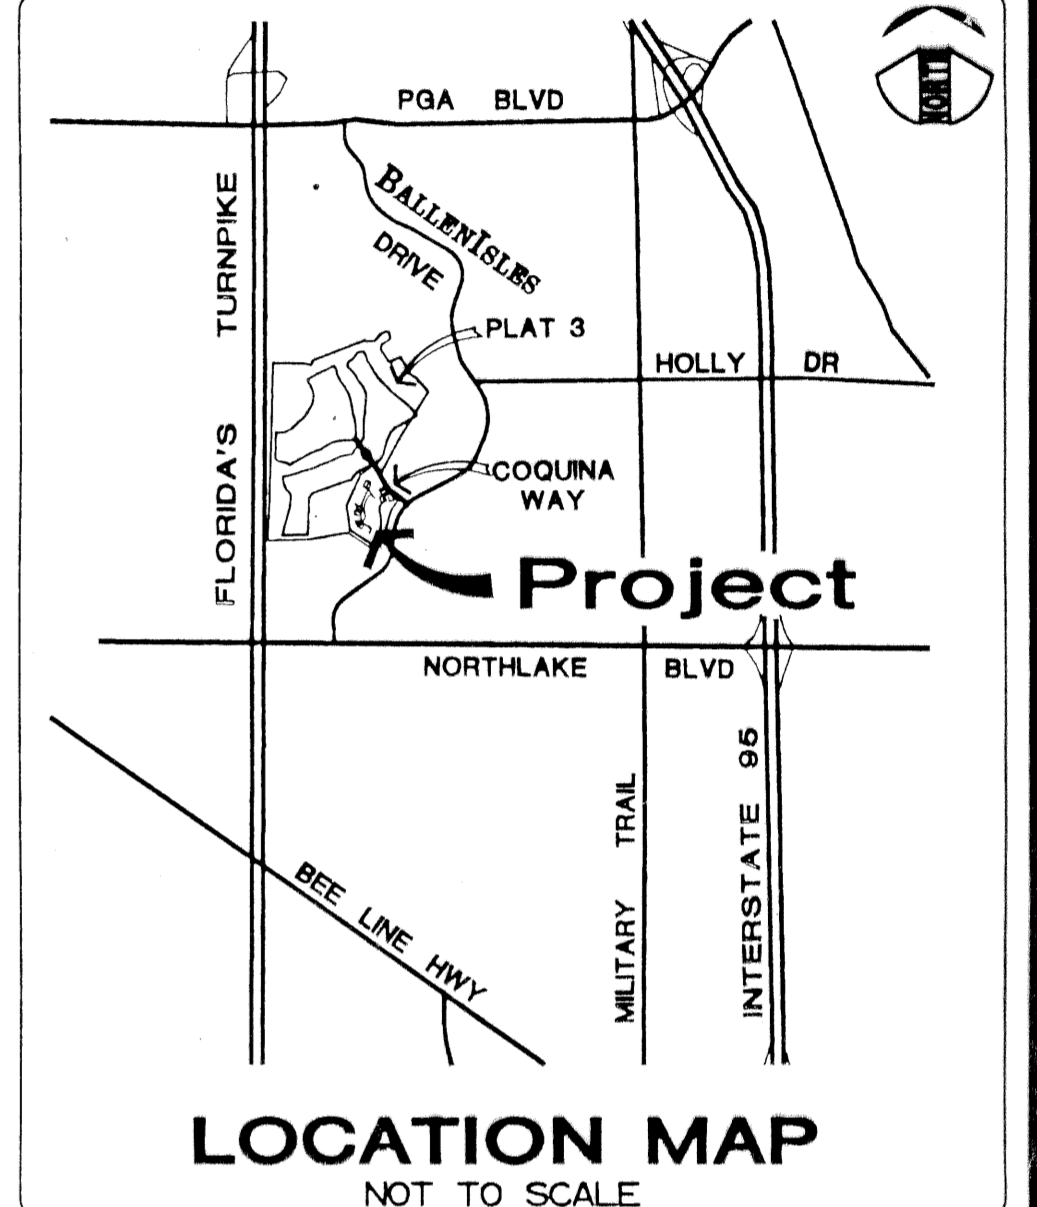 NORTH
PGA BLVD
BALLENISLES
DRIVE
FLORIDA'S TURNPIKE
PLAT 3
HOLLY DR
COQUINA
WAY
Project
NORTHLAKE BLVD
BEE LINE HWY
MILITARY TRAIL
INTERSTATE 95
LOCATION MAP
NOT TO SCALE